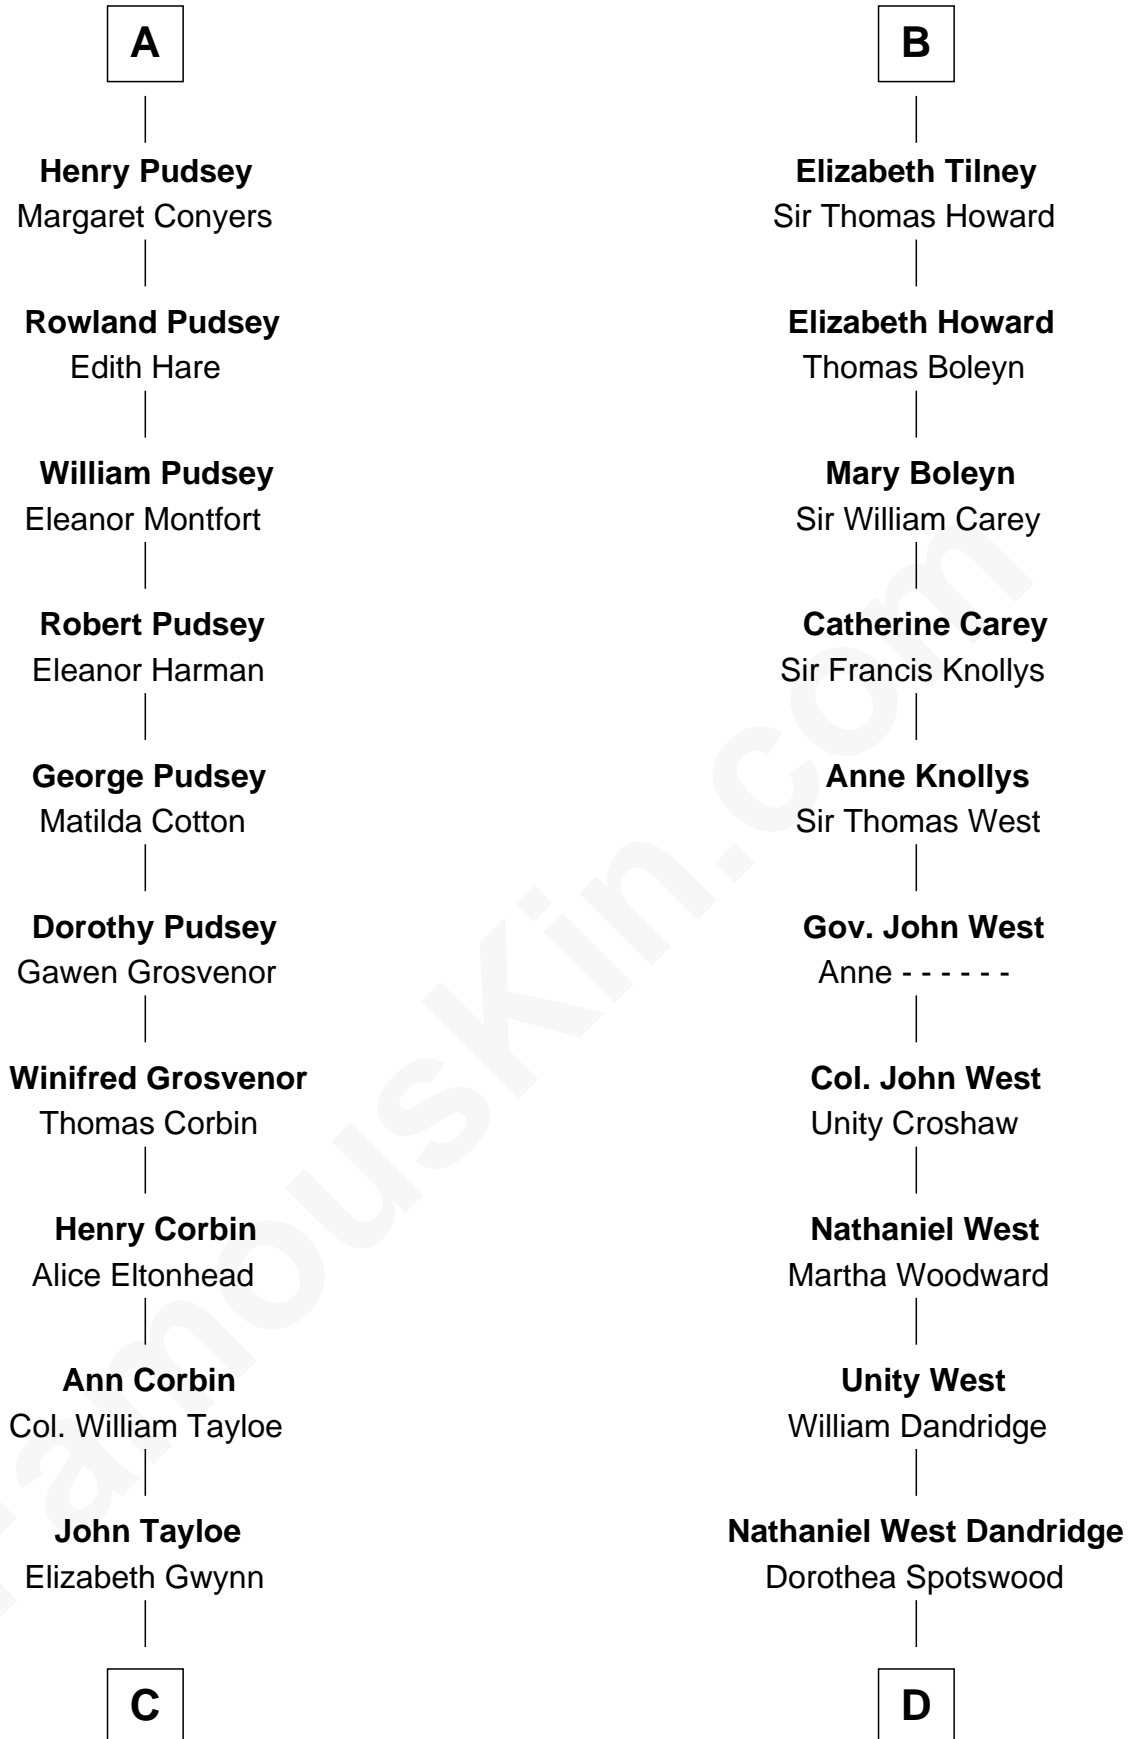 A
Henry Pudsey
Margaret Conyers
Rowland Pudsey
Edith Hare
William Pudsey
Eleanor Montfort
Robert Pudsey
Eleanor Harman
George Pudsey
Matilda Cotton
Dorothy Pudsey
Gawen Grosvenor
Winifred Grosvenor
Thomas Corbin
Henry Corbin
Alice Eltonhead
Ann Corbin
Col. William Tayloe
John Tayloe
Elizabeth Gwynn
C
B
Elizabeth Tilney
Sir Thomas Howard
Elizabeth Howard
Thomas Boleyn
Mary Boleyn
Sir William Carey
Catherine Carey
Sir Francis Knollys
Anne Knollys
Sir Thomas West
Gov. John West
Anne - - - - - -
Col. John West
Unity Croshaw
Nathaniel West
Martha Woodward
Unity West
William Dandridge
Nathaniel West Dandridge
Dorothea Spotswood
D
FamousKin.com